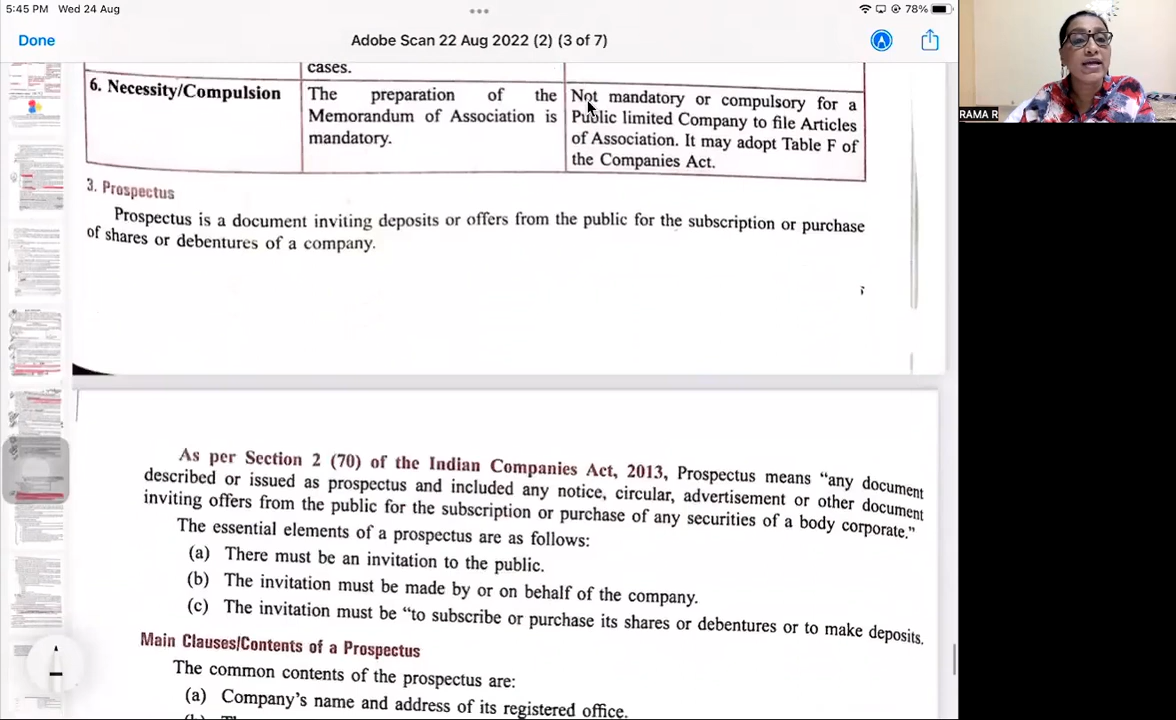 5:45 PM Wed 24 Aug
78%
Done
Adobe Scan 22 Aug 2022 (2) (3 of 7)
RAMA R
cases.
6. Necessity/Compulsion
The preparation of the
Memorandum of Association is
mandatory.
Not mandatory or compulsory for a
Public limited Company to file Articles
of Association. It may adopt Table F of
the Companies Act.
3. Prospectus
Prospectus is a document inviting deposits or offers from the public for the subscription or purchase
of shares or debentures of a company.
As per Section 2 (70) of the Indian Companies Act, 2013, Prospectus means “any document
described or issued as prospectus and included any notice, circular, advertisement or other document
inviting offers from the public for the subscription or purchase of any securities of a body corporate.”
The essential elements of a prospectus are as follows:
(a) There must be an invitation to the public.
(b) The invitation must be made by or on behalf of the company.
(c) The invitation must be “to subscribe or purchase its shares or debentures or to make deposits.
Main Clauses/Contents of a Prospectus
The common contents of the prospectus are:
(a) Company’s name and address of its registered office.